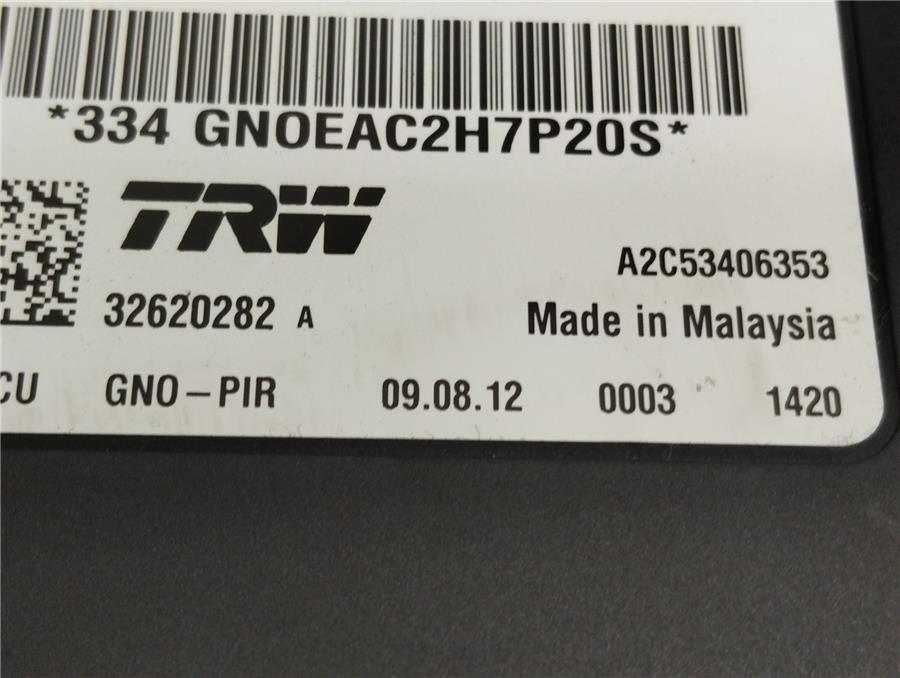 *334 GNOEAC2H7P20S*
TRW
A2C53406353
32620282 A
Made in Malaysia
CU GNO-PIR 09.08.12 0003 1420